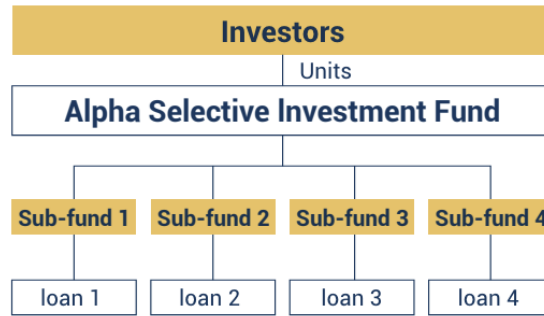 Investors
Units
Alpha Selective Investment Fund
Sub-fund 1 Sub-fund 2 Sub-fund 3 Sub-fund 4
loan 1 loan 2 loan 3 loan 4